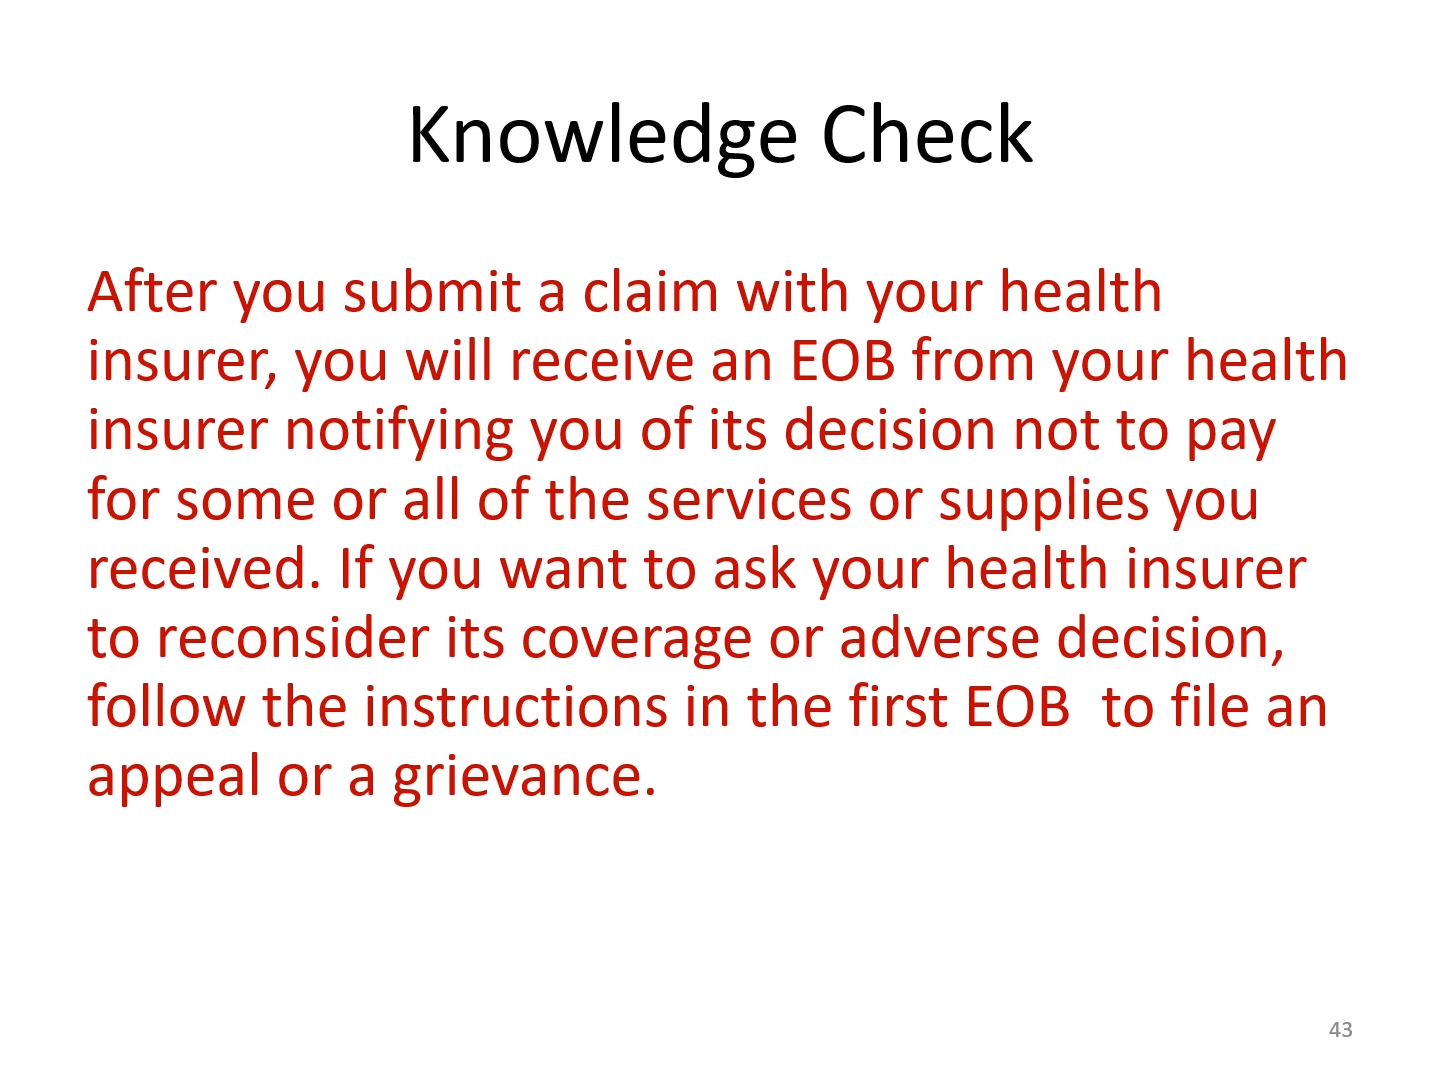 Knowledge Check
After you submit a claim with your health
insurer, you will receive an EOB from your health
insurer notifying you of its decision not to pay
for some or all of the services or supplies you
received. If you want to ask your health insurer
to reconsider its coverage or adverse decision,
follow the instructions in the first EOB  to file an
appeal or a grievance.
43